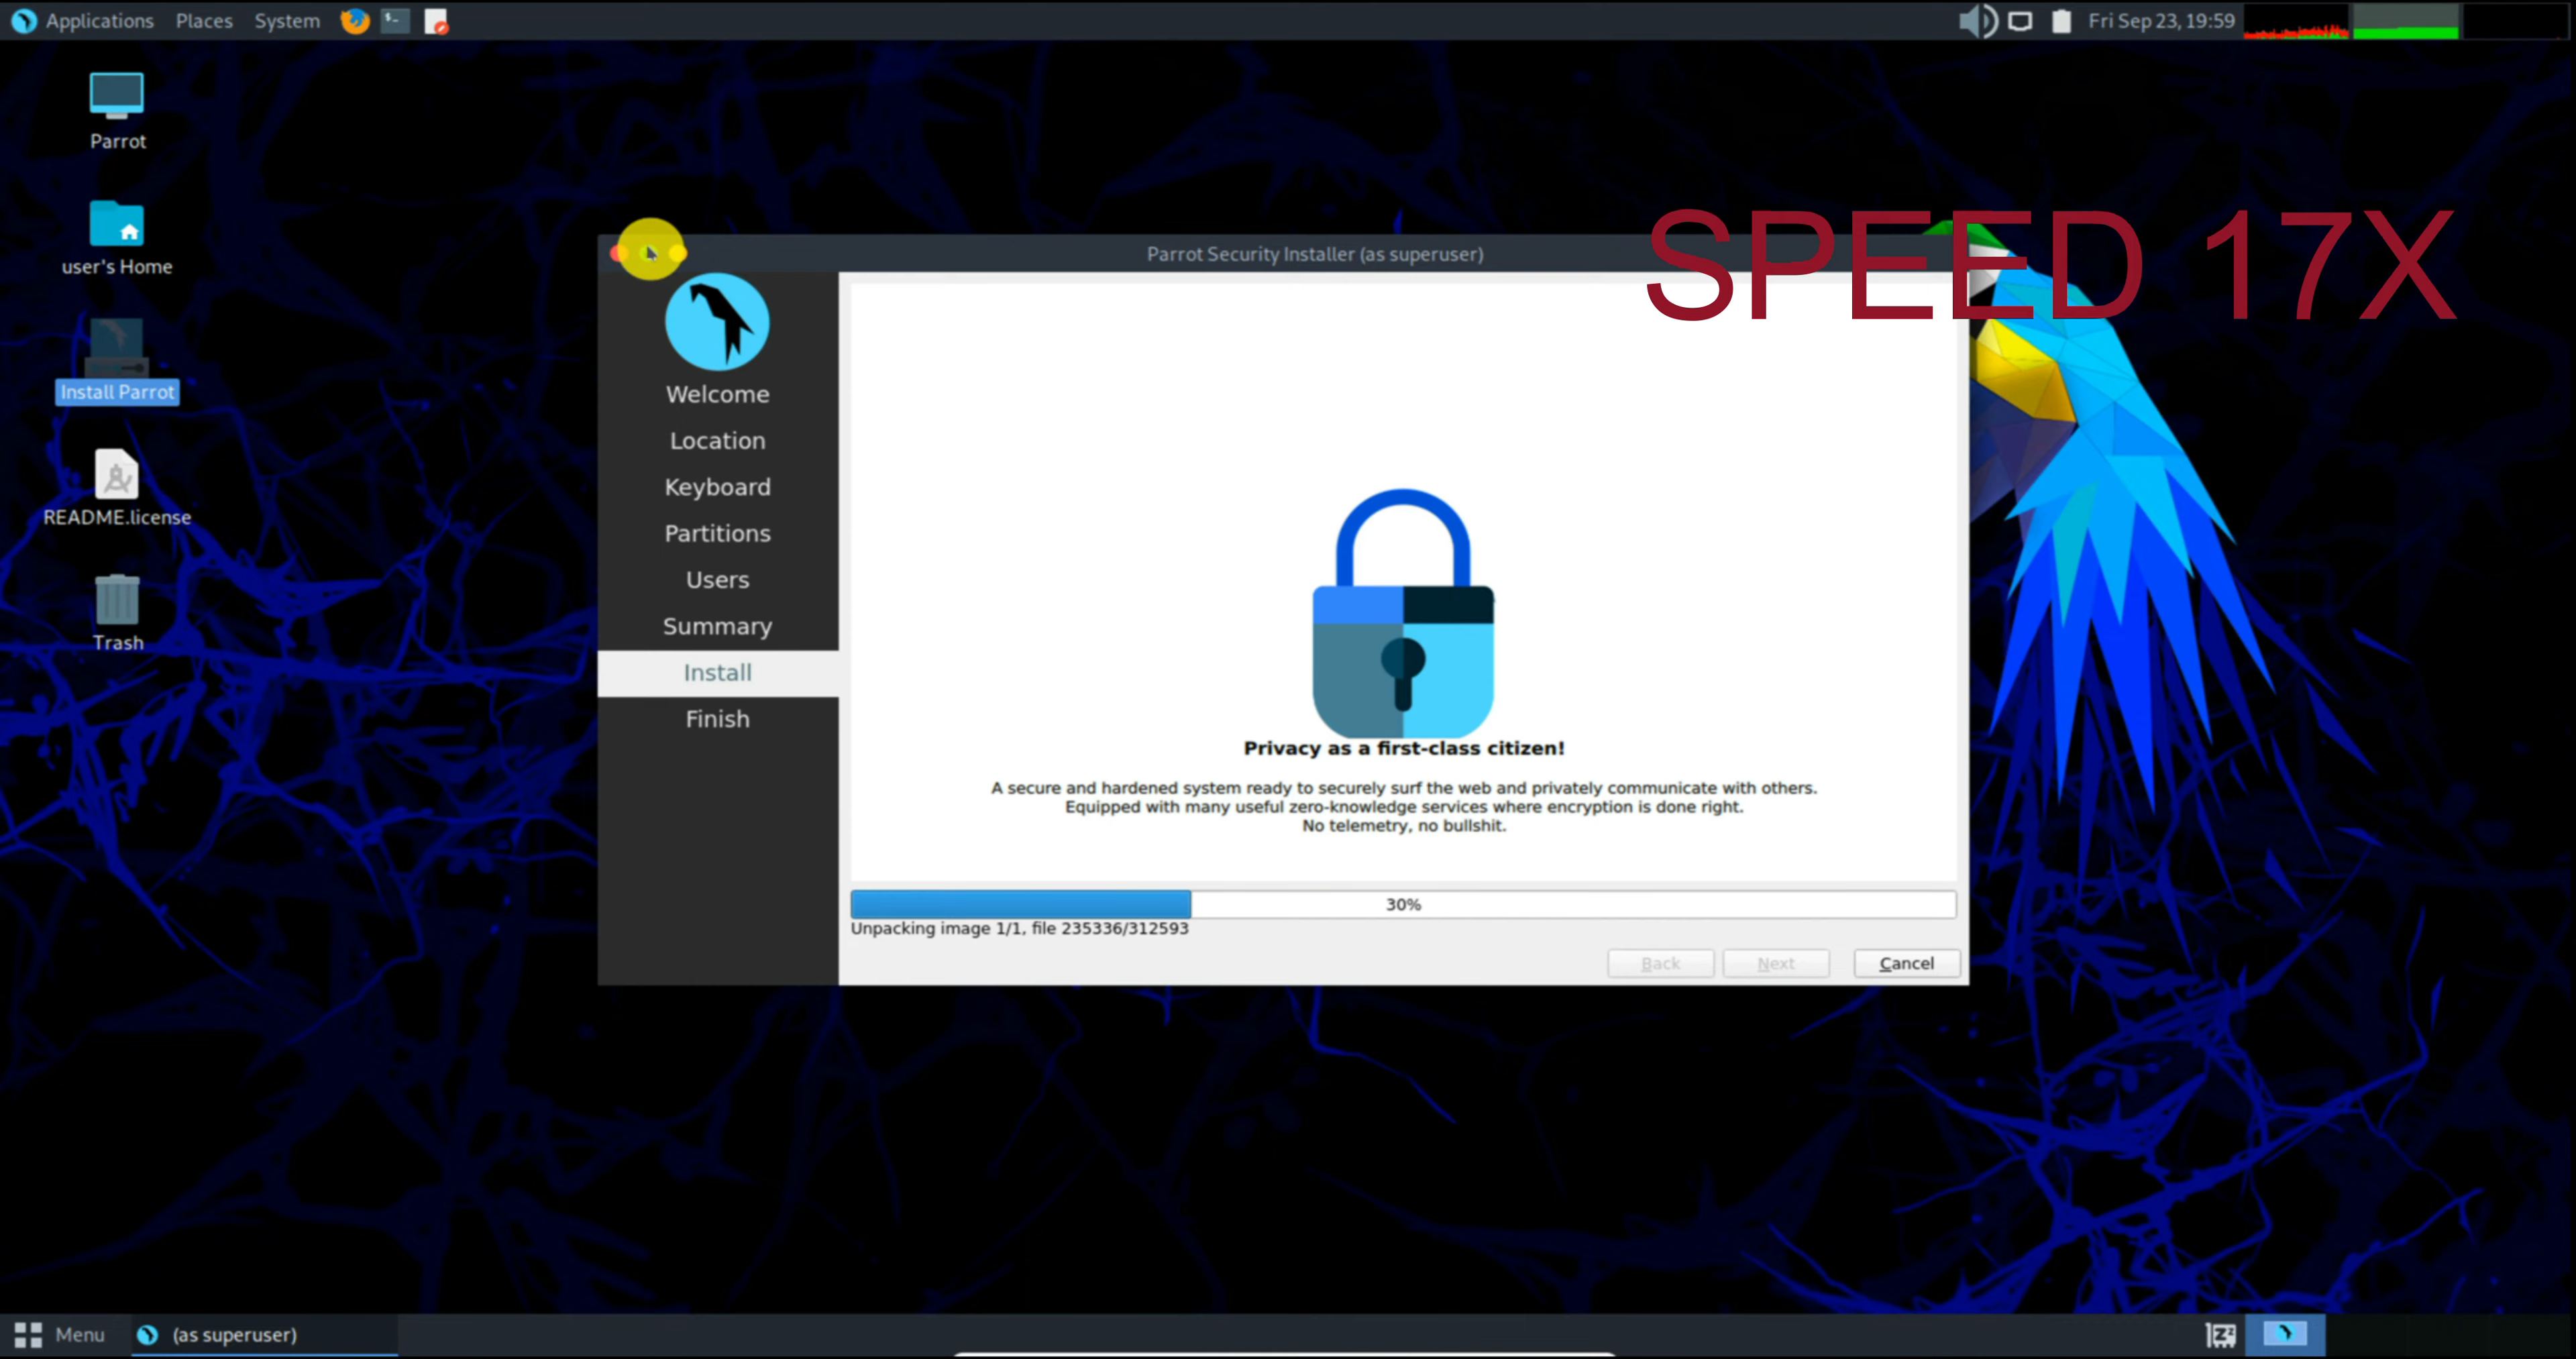 Applications Places System
Fri Sep 23, 19:59
Parrot
user's Home
Install Parrot
README.license
Trash
SPEED 17X
Parrot Security Installer (as superuser)
Welcome
Location
Keyboard
Partitions
Users
Summary
Install
Finish
Privacy as a first-class citizen!
A secure and hardened system ready to securely surf the web and privately communicate with others.
Equipped with many useful zero-knowledge services where encryption is done right.
No telemetry, no bullshit.
30%
Unpacking image 1/1, file 235336/312593
Back Next Cancel
Menu (as superuser)